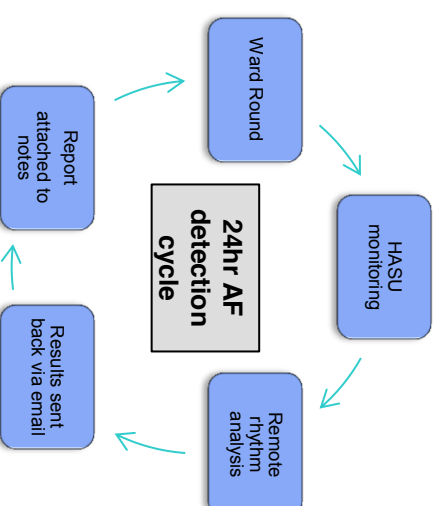 24hr AF
detection
cycle
Ward Round
HASU
monitoring
Remote
rhythm
analysis
Results sent
back via email
Report
attached to
notes